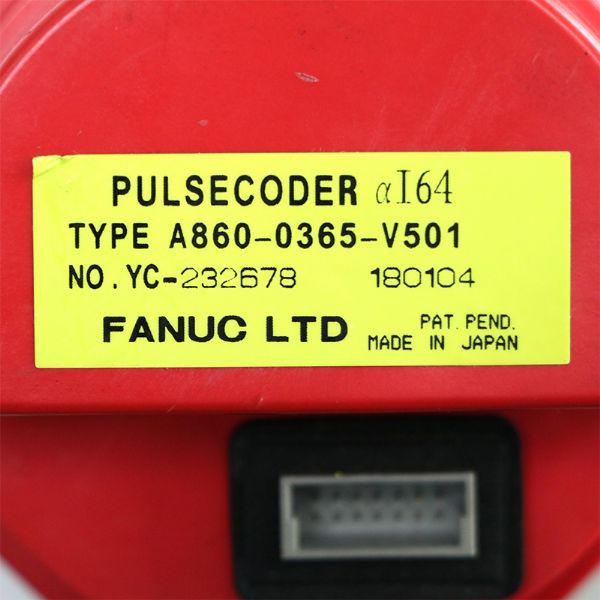 PULSECODER αI64
TYPE A860-0365-V501
NO. YC-232678 180104
FANUC LTD PAT. PEND.
MADE IN JAPAN